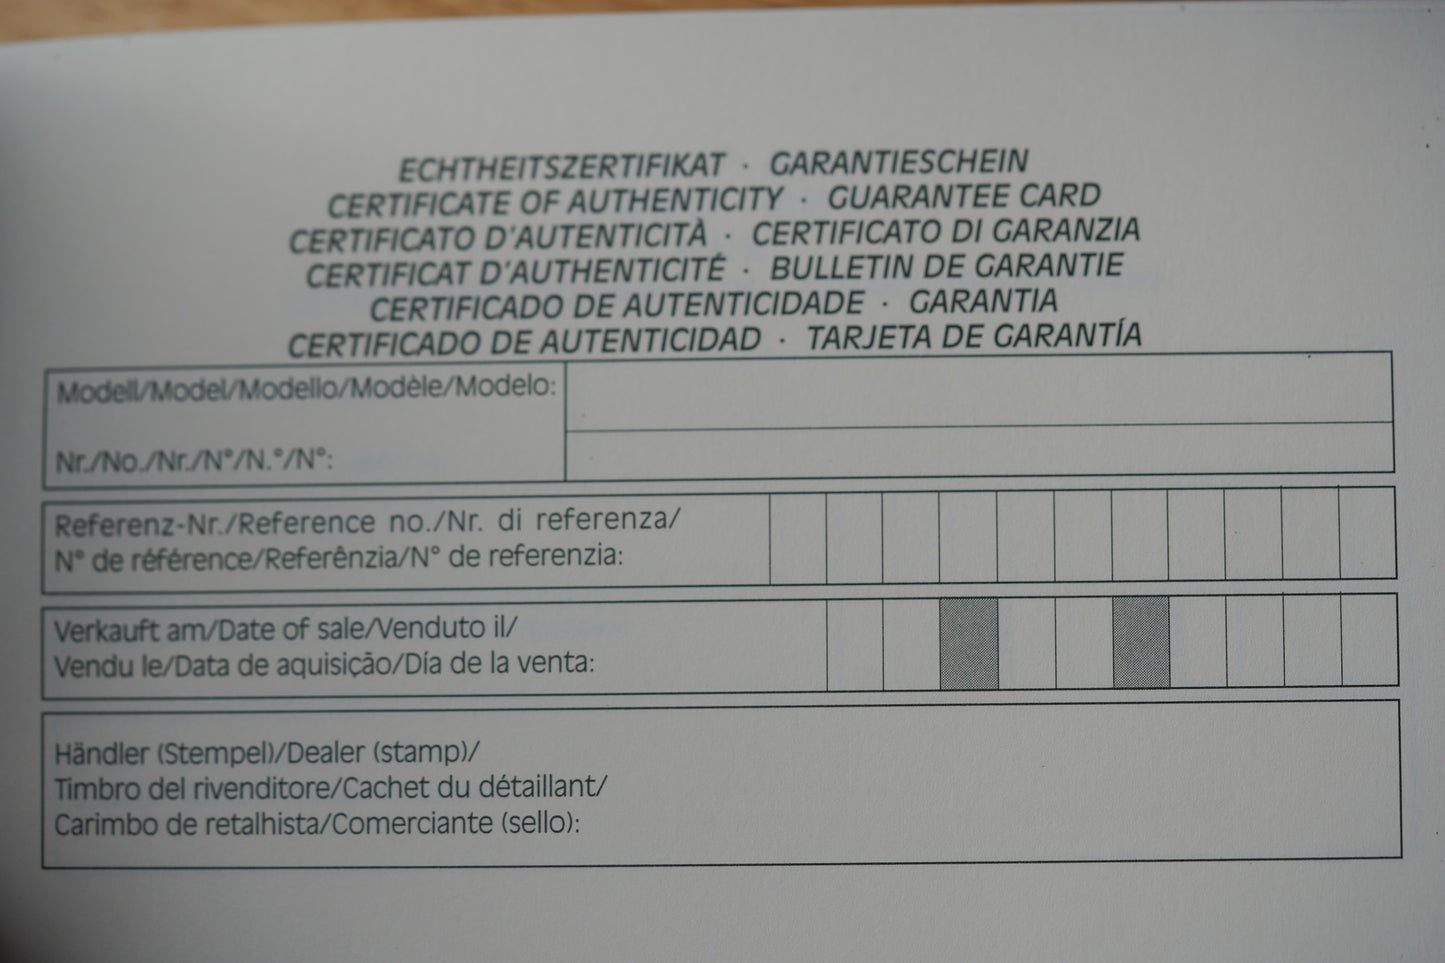 ECHTHEITSZERTIFIKAT · GARANTIESCHEIN
CERTIFICATE OF AUTHENTICITY · GUARANTEE CARD
CERTIFICATO D'AUTENTICITÀ · CERTIFICATO DI GARANZIA
CERTIFICAT D'AUTHENTICITÉ · BULLETIN DE GARANTIE
CERTIFICADO DE AUTENTICIDADE · GARANTIA
CERTIFICADO DE AUTENTICIDAD · TARJETA DE GARANTÍA
Modell/Model/Modello/Modèle/Modelo:
Nr./No./Nr./N°/N.°/N°:
Referenz-Nr./Reference no./Nr. di referenza/
N° de référence/Referênzia/N° de referenzia:
Verkauft am/Date of sale/Venduto il/
Vendu le/Data de aquisição/Día de la venta:
Händler (Stempel)/Dealer (stamp)/
Timbro del rivenditore/Cachet du détaillant/
Carimbo de retalhista/Comerciante (sello):